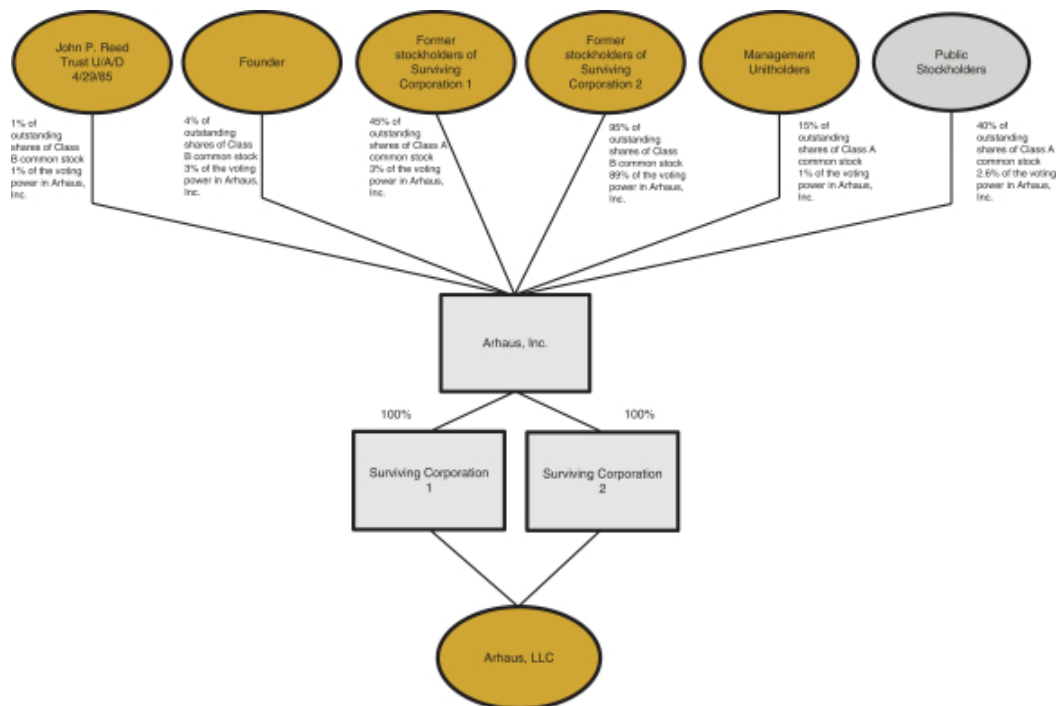 John P. Reed
Trust U/A/D
4/29/85
Founder
Former
stockholders of
Surviving
Corporation 1
Former
stockholders of
Surviving
Corporation 2
Management
Unitholders
Public
Stockholders
1% of
outstanding
shares of Class
B common stock
1% of the voting
power in Arhaus,
Inc.
4% of
outstanding
shares of Class
B common stock
3% of the voting
power in Arhaus,
Inc.
45% of
outstanding
shares of Class A
common stock
3% of the voting
power in Arhaus,
Inc.
95% of
outstanding
shares of Class
B common stock
89% of the voting
power in Arhaus,
Inc.
15% of
outstanding
shares of Class A
common stock
1% of the voting
power in Arhaus,
Inc.
40% of
outstanding
shares of Class A
common stock
2.6% of the voting
power in Arhaus,
Inc.
Arhaus, Inc.
100%
100%
Surviving Corporation
1
Surviving Corporation
2
Arhaus, LLC